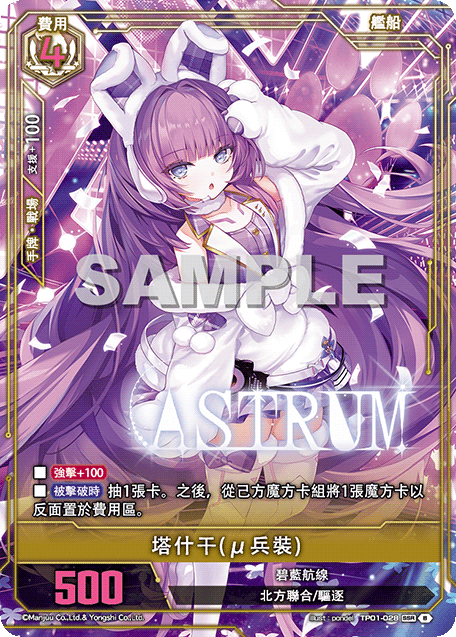 費用
4
艦船
支援+100
手牌・戰場
SAMPLE
ASTRUM
強擊+100
被擊破時 抽1張卡。之後，從己方魔方卡組將1張魔方卡以
反面置於費用區。
塔什干(μ兵裝)
500
碧藍航線
北方聯合/驅逐
©Manjuu Co.,Ltd.& Yongshi Co.,Ltd.
Illust : pondel TP01-028 SSR